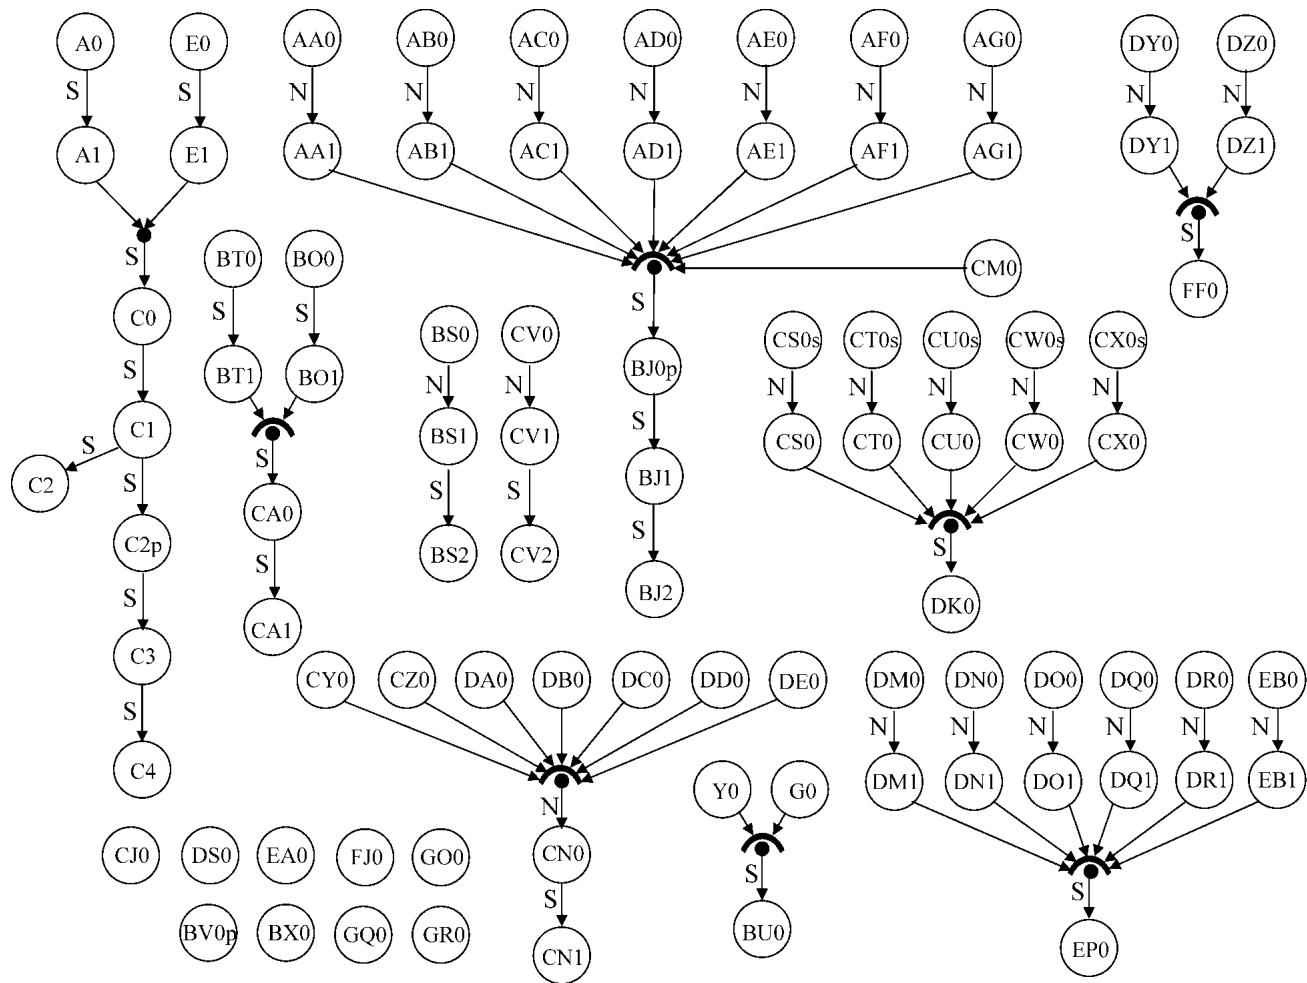 A0 E0 AA0 AB0 AC0 AD0 AE0 AF0 AG0 DY0 DZ0
S S N N N N N N N N N
A1 E1 AA1 AB1 AC1 AD1 AE1 AF1 AG1 DY1 DZ1
S BT0 BO0 CM0 S
C0 S S S FF0
BS0 CV0 CS0s CT0s CU0s CW0s CX0s
S BT1 BO1 N N BJ0p N N N N N
C1 BS1 CV1 S CS0 CT0 CU0 CW0 CX0
S S S
C2 S CA0 S S BJ1
C2p S BS2 CV2 S S
S CA1 BJ2 DK0
C3 CY0 CZ0 DA0 DB0 DC0 DD0 DE0 DM0 DN0 DO0 DQ0 DR0 EB0
S N N N N N N
C4 Y0 G0 DM1 DN1 DO1 DQ1 DR1 EB1
N
CJ0 DS0 EA0 FJ0 GO0 CN0 S S
BV0p BX0 GQ0 GR0 S BU0 EP0
CN1